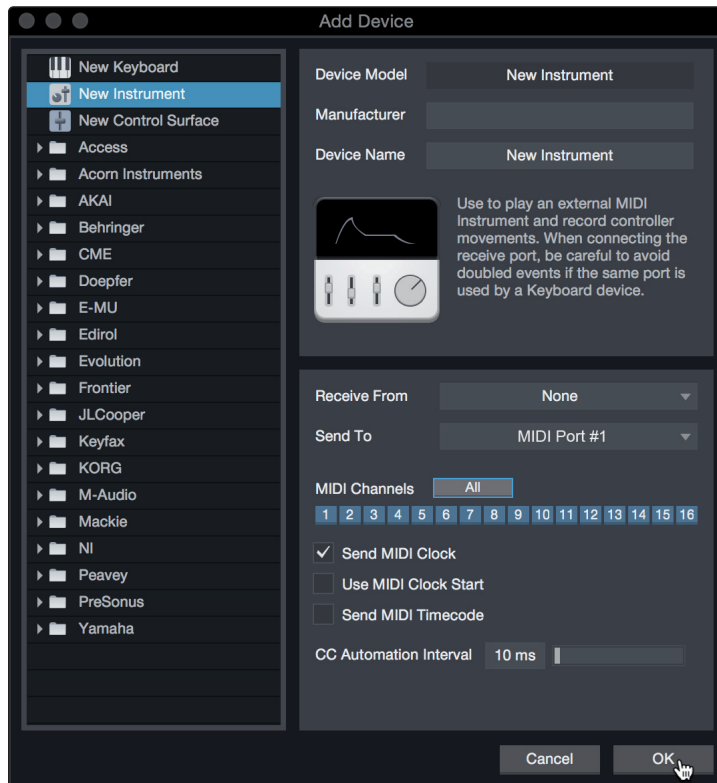 Add Device
New Keyboard
New Instrument
New Control Surface
Access
Acorn Instruments
AKAI
Behringer
CME
Doepfer
E-MU
Edirol
Evolution
Frontier
JLCooper
Keyfax
KORG
M-Audio
Mackie
NI
Peavey
PreSonus
Yamaha
Device Model New Instrument
Manufacturer
Device Name New Instrument
Use to play an external MIDI
Instrument and record controller
movements. When connecting the
receive port, be careful to avoid
doubled events if the same port is
used by a Keyboard device.
Receive From None
Send To MIDI Port #1
MIDI Channels All
1 2 3 4 5 6 7 8 9 10 11 12 13 14 15 16
Send MIDI Clock
Use MIDI Clock Start
Send MIDI Timecode
CC Automation Interval 10 ms
Cancel OK